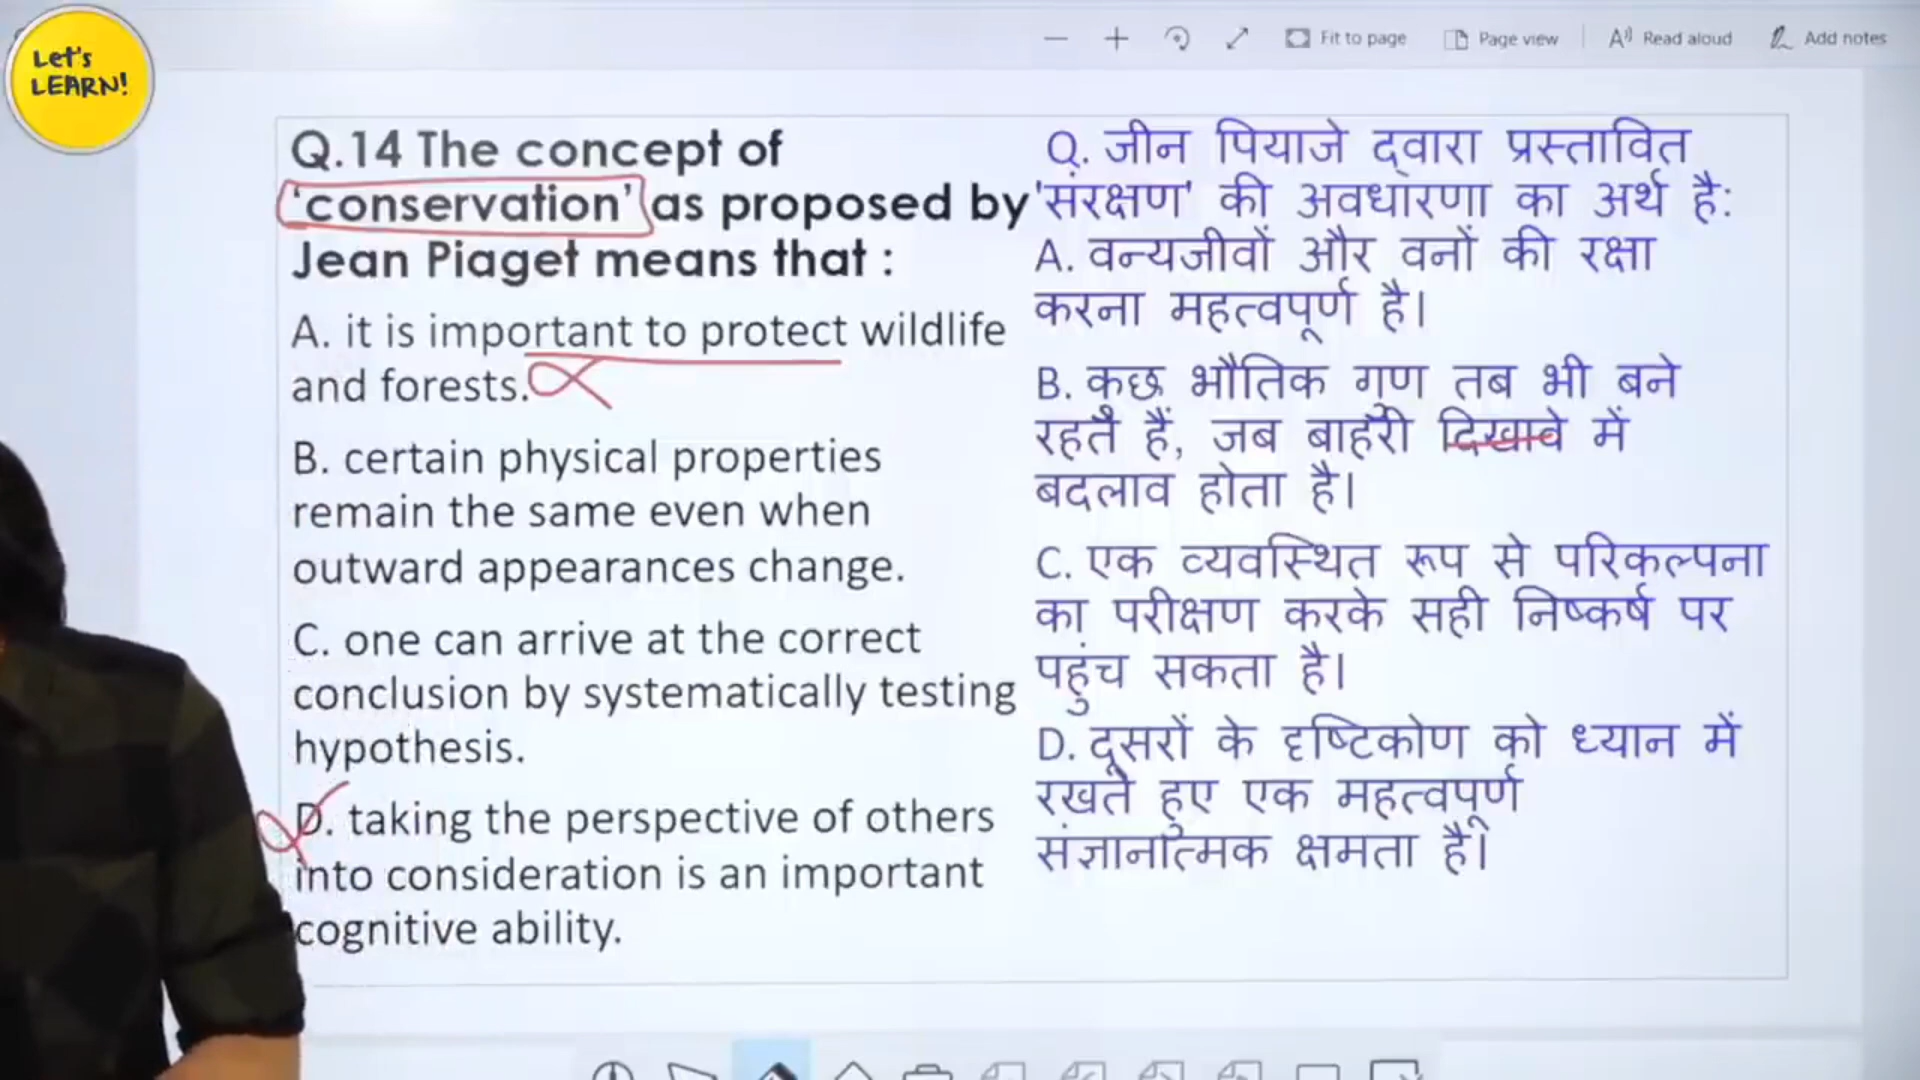 Let's
LEARN!
Fit to page
Page view
Read aloud
Add notes
Q.14 The concept of
'conservation' as proposed by
Jean Piaget means that :
A. it is important to protect wildlife
and forests.
B. certain physical properties
remain the same even when
outward appearances change.
C. one can arrive at the correct
conclusion by systematically testing
hypothesis.
D. taking the perspective of others
into consideration is an important
cognitive ability.
Q. जीन पियाजे द्वारा प्रस्तावित
'संरक्षण' की अवधारणा का अर्थ है:
A. वन्यजीवों और वनों की रक्षा
करना महत्वपूर्ण है।
B. कुछ भौतिक गुण तब भी बने
रहते हैं, जब बाहरी दिखावे में
बदलाव होता है।
C. एक व्यवस्थित रूप से परिकल्पना
का परीक्षण करके सही निष्कर्ष पर
पहुंच सकता है।
D. दूसरों के दृष्टिकोण को ध्यान में
रखते हुए एक महत्वपूर्ण
संज्ञानात्मक क्षमता है।